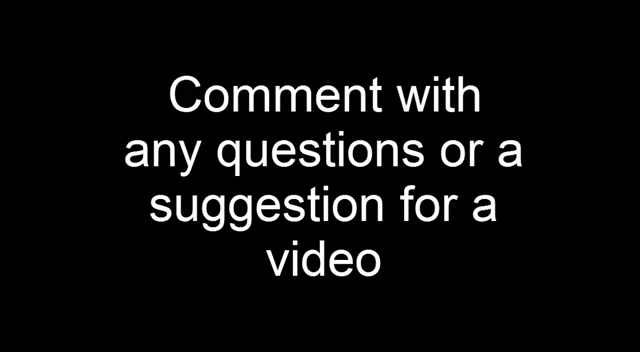 Comment with
any questions or a
suggestion for a
video